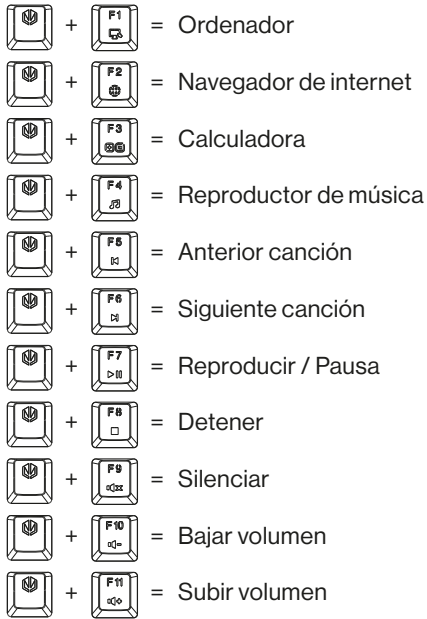 + F1 = Ordenador
+ F2 = Navegador de internet
+ F3 = Calculadora
+ F4 = Reproductor de música
+ F5 = Anterior canción
+ F6 = Siguiente canción
+ F7 = Reproducir / Pausa
+ F8 = Detener
+ F9 = Silenciar
+ F10 = Bajar volumen
+ F11 = Subir volumen